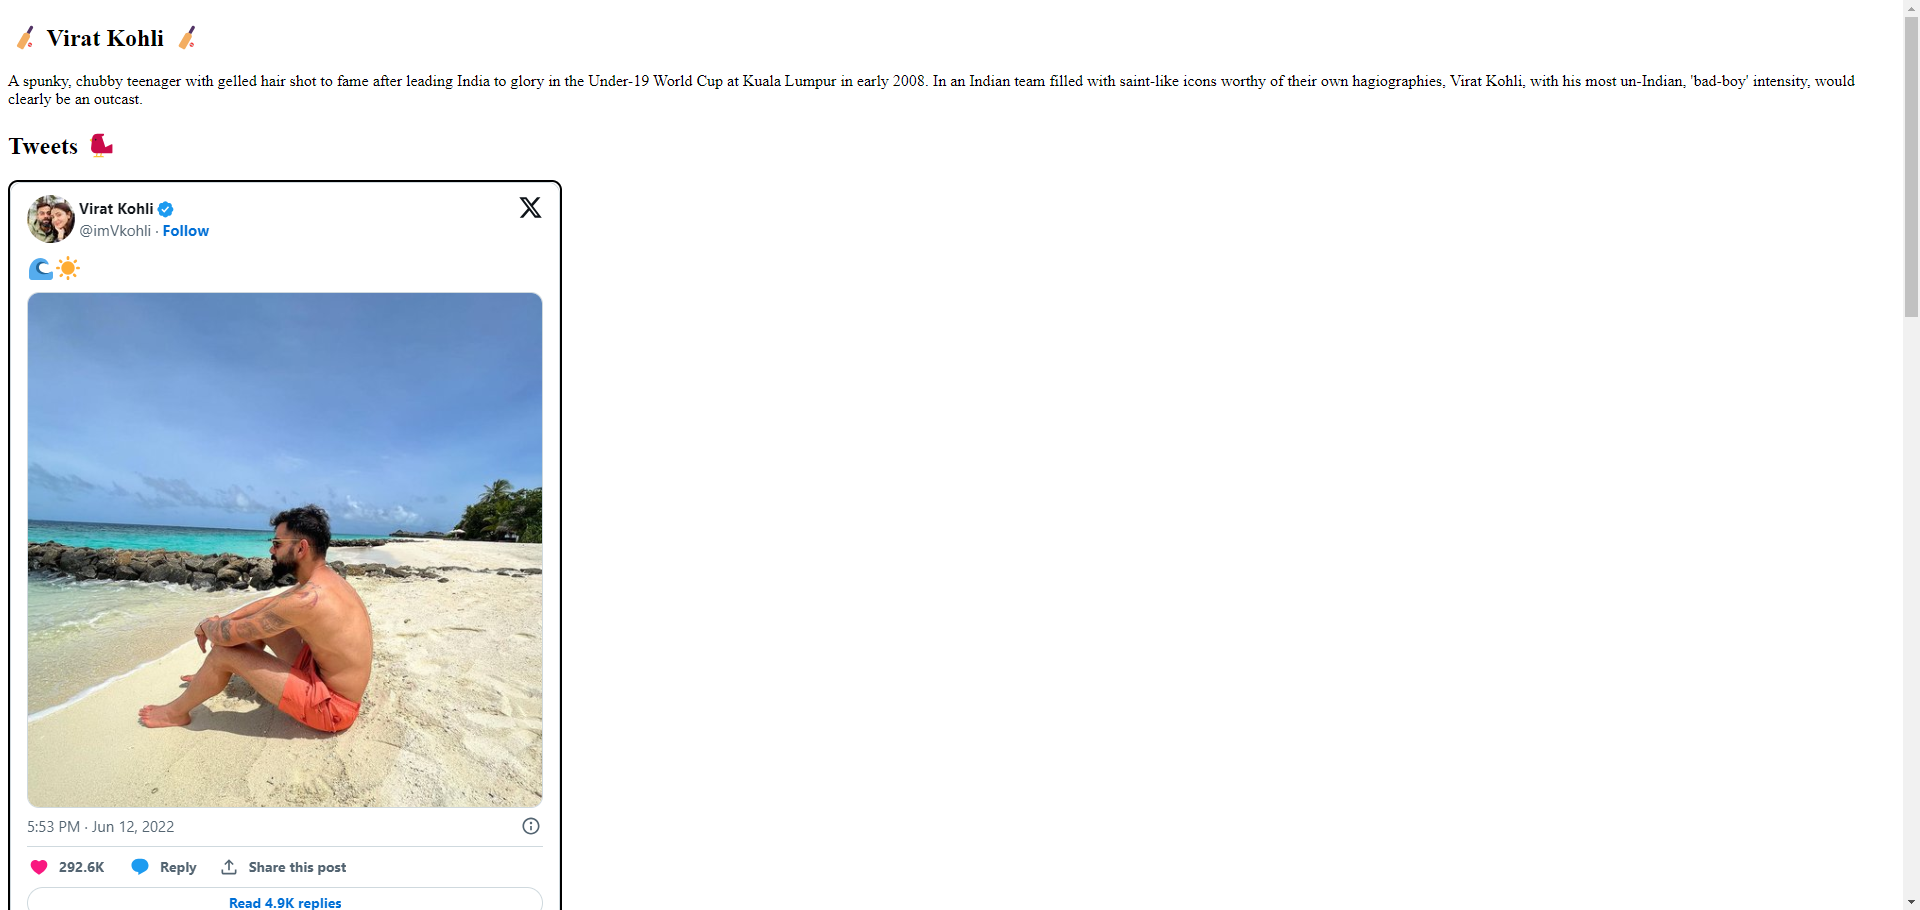 🏏 Virat Kohli 🏏
A spunky, chubby teenager with gelled hair shot to fame after leading India to glory in the Under-19 World Cup at Kuala Lumpur in early 2008. In an Indian team filled with saint-like icons worthy of their own hagiographies, Virat Kohli, with his most un-Indian, 'bad-boy' intensity, would
clearly be an outcast.
Tweets
Virat Kohli
@imVkohli · Follow
🌊☀️
5:53 PM · Jun 12, 2022
292.6K Reply Share this post
Read 4.9K replies